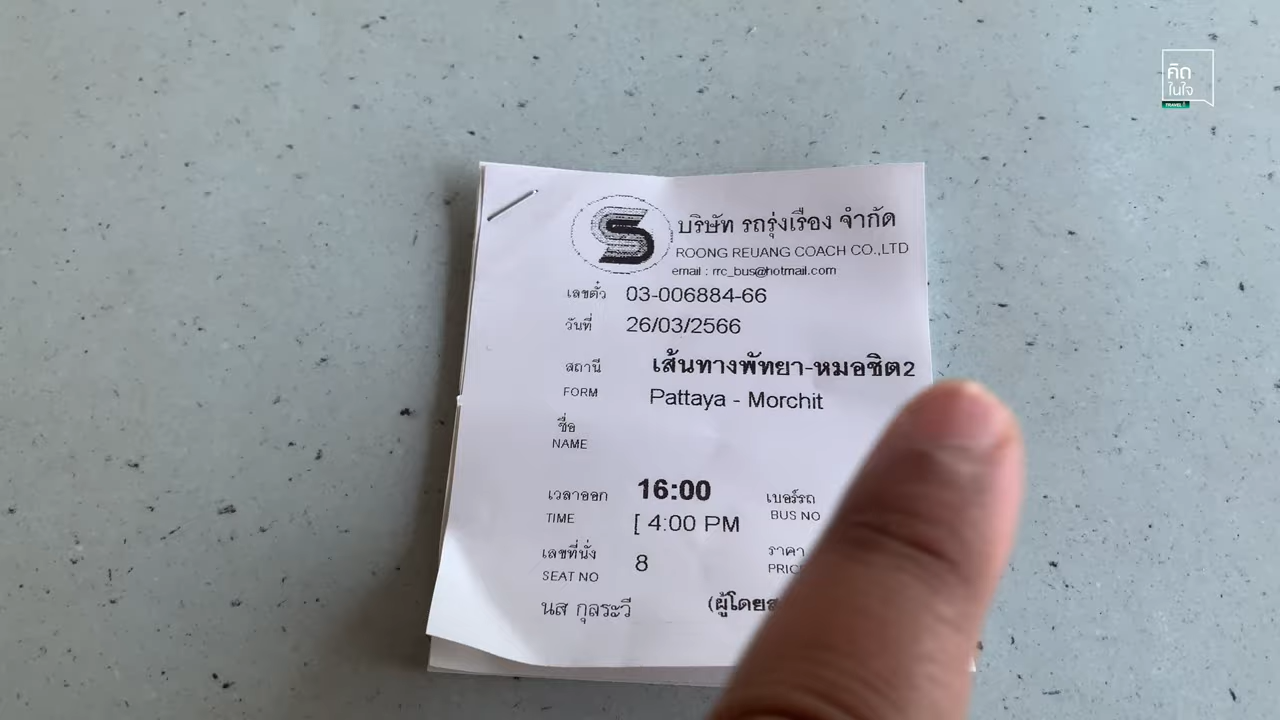 คิด
ในใจ
TRAVEL
บริษัท รถรุ่งเรือง จำกัด
ROONG REUANG COACH CO.,LTD
email : rrc_bus@hotmail.com
เลขตั๋ว 03-006884-66
วันที่ 26/03/2566
สถานี เส้นทางพัทยา-หมอชิต2
FORM Pattaya - Morchit
ชื่อ
NAME
เวลาออก 16:00 เบอร์รถ
TIME [ 4:00 PM BUS NO
เลขที่นั่ง 8 ราคา
SEAT NO
นส กุลระวี